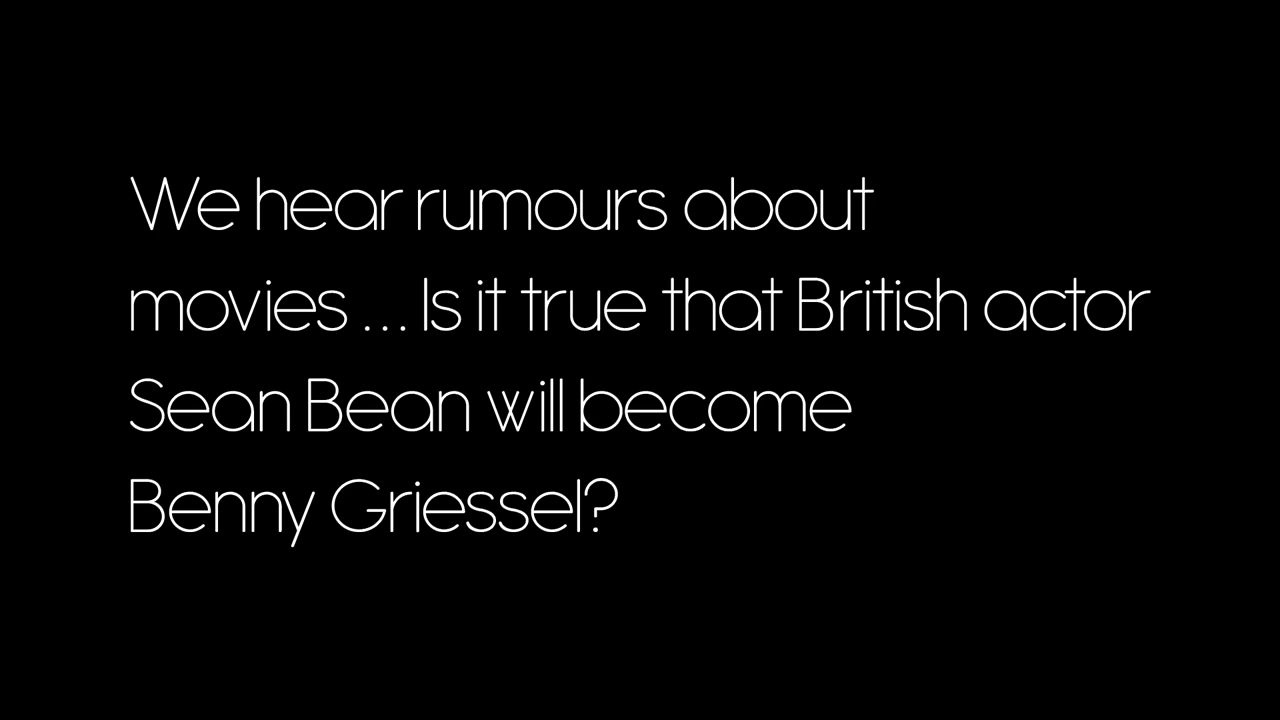 We hear rumours about
movies ... Is it true that British actor
Sean Bean will become
Benny Griessel?